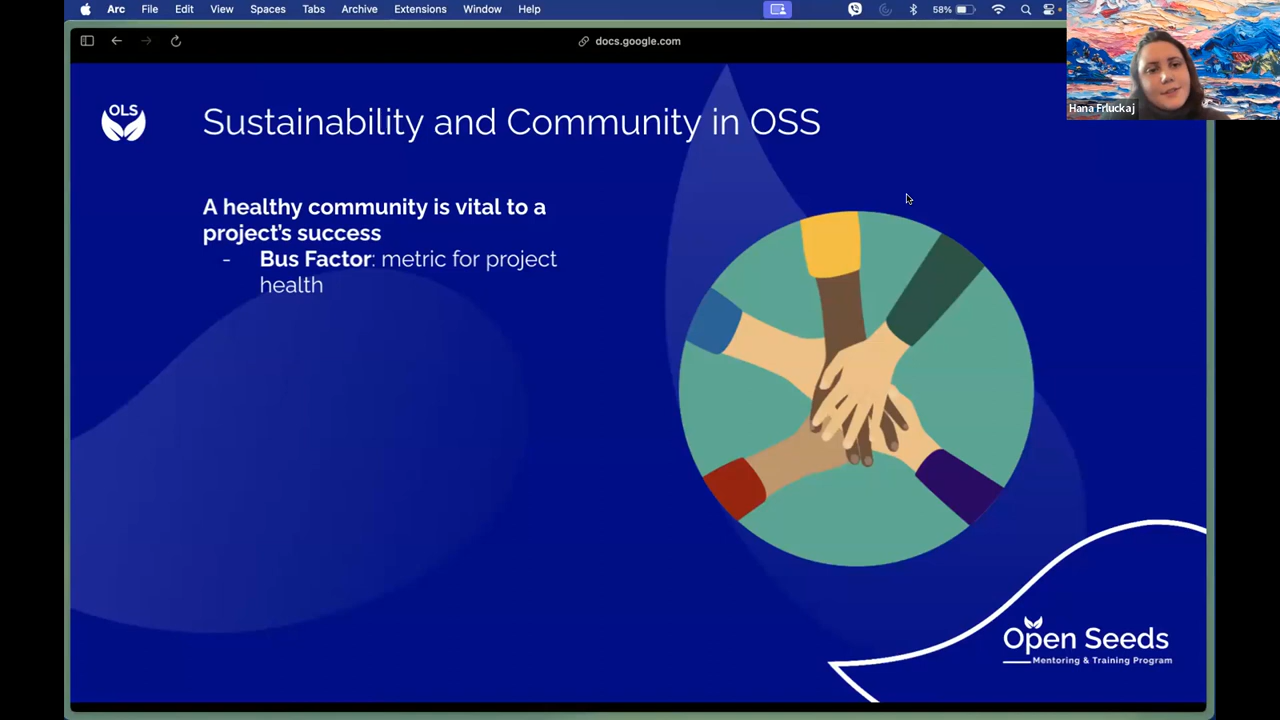 Arc File Edit View Spaces Tabs Archive Extensions Window Help 58%
docs.google.com
Hana Frluckaj
OLS
Sustainability and Community in OSS
A healthy community is vital to a
project's success
- Bus Factor: metric for project
health
Open Seeds
Mentoring & Training Program